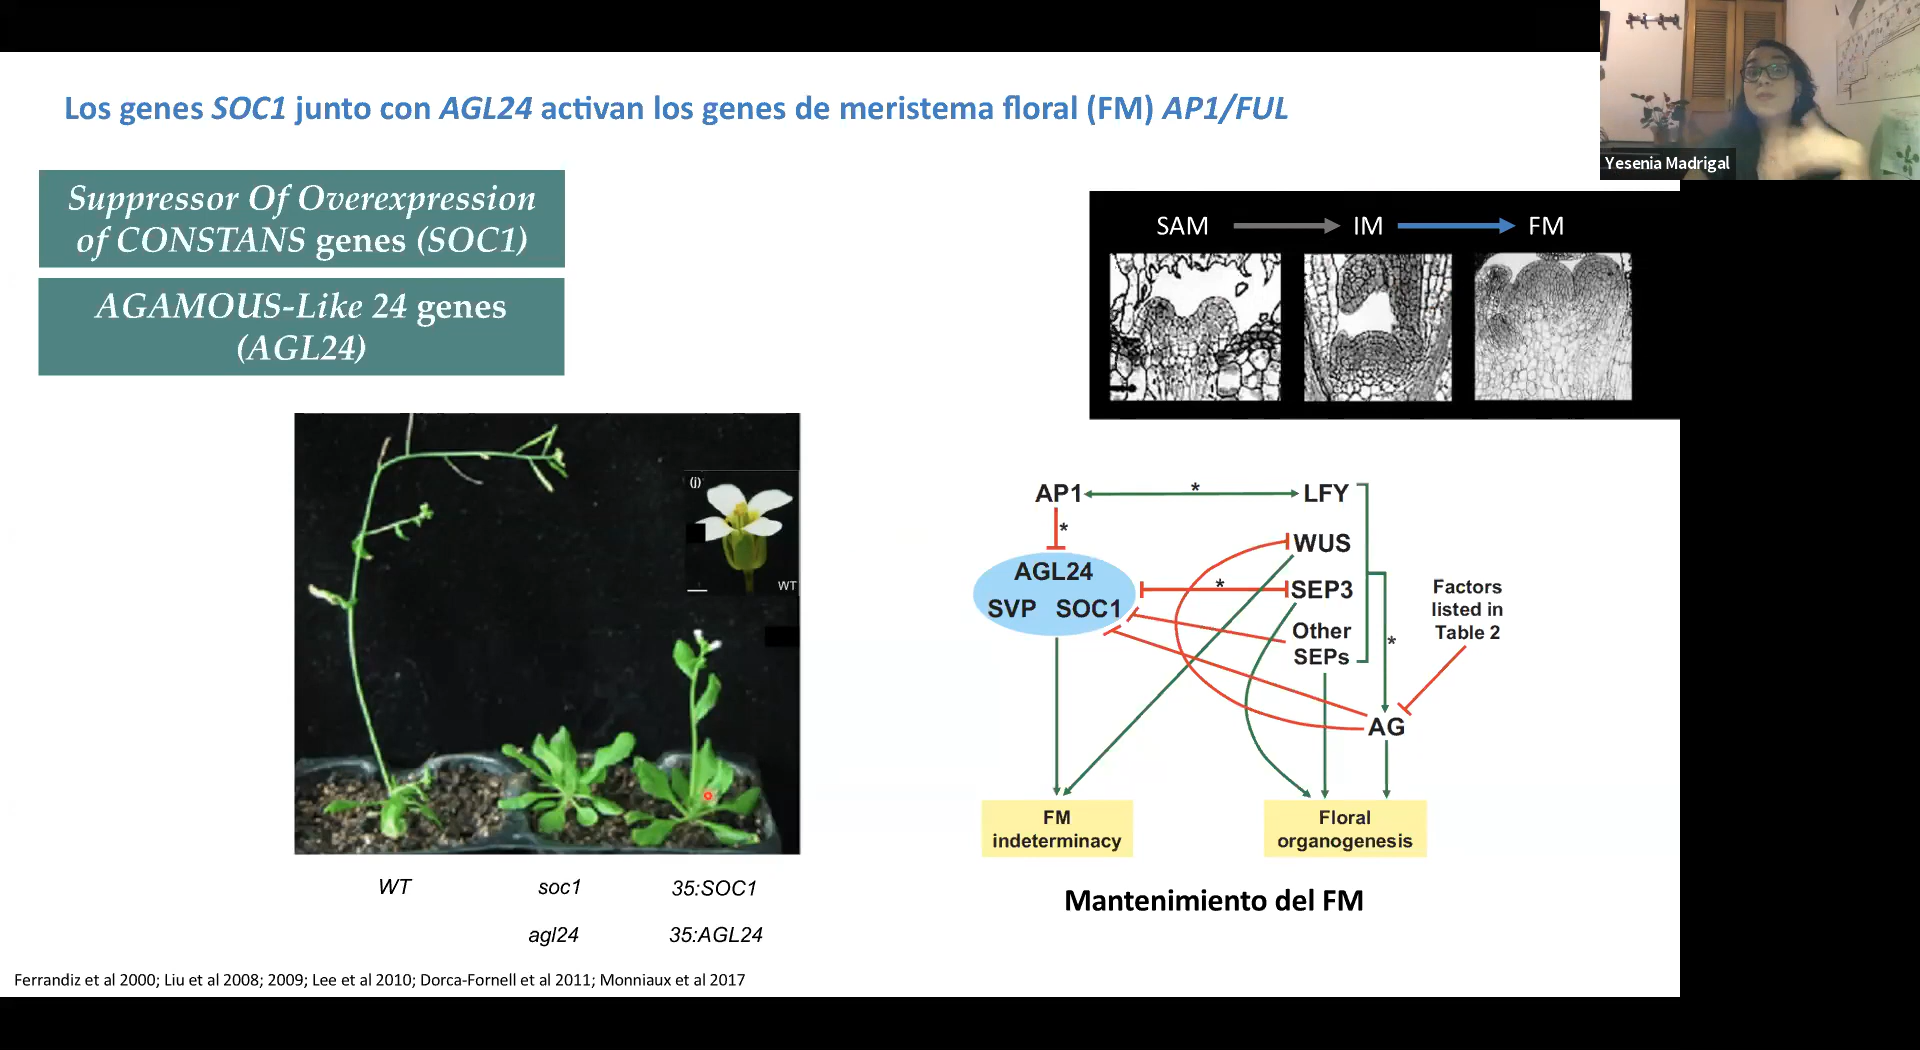 Los genes SOC1 junto con AGL24 activan los genes de meristema floral (FM) AP1/FUL
Yesenia Madrigal
Suppressor Of Overexpression
of CONSTANS genes (SOC1)
AGAMOUS-Like 24 genes
(AGL24)
SAM IM FM
(j)
WT
AP1 * LFY
*
WUS
AGL24
SVP SOC1
* SEP3
Other
SEPs
*
Factors
listed in
Table 2
AG
FM
indeterminacy
Floral
organogenesis
WT soc1 35:SOC1
agl24 35:AGL24
Mantenimiento del FM
Ferrandiz et al 2000; Liu et al 2008; 2009; Lee et al 2010; Dorca-Fornell et al 2011; Monniaux et al 2017